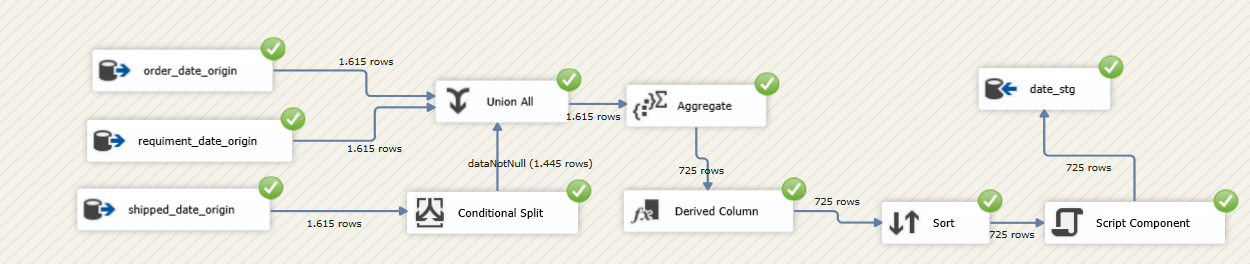 order_date_origin
1.615 rows
Union All
1.615 rows
Aggregate
date_stg
requiment_date_origin
1.615 rows
dataNotNull (1.445 rows)
725 rows
725 rows
shipped_date_origin
1.615 rows
Conditional Split
Derived Column
725 rows
Sort
725 rows
Script Component